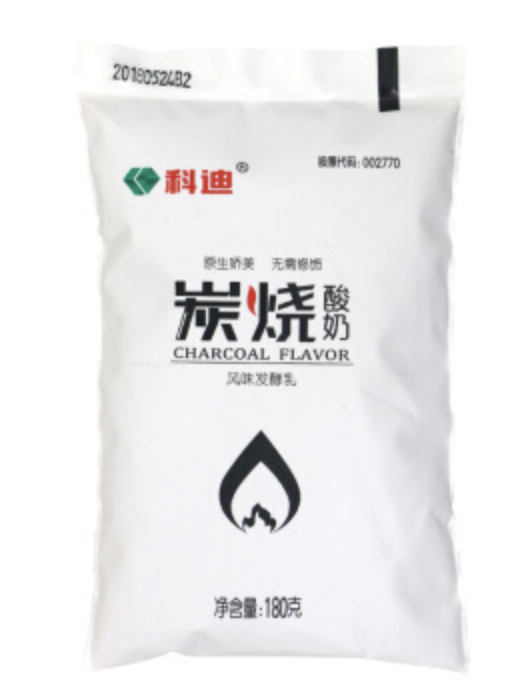 20180524B2
科迪®
股票代码:002770
原生娇美 无需修饰
炭烧酸奶
CHARCOAL FLAVOR
风味发酵乳
净含量:180克